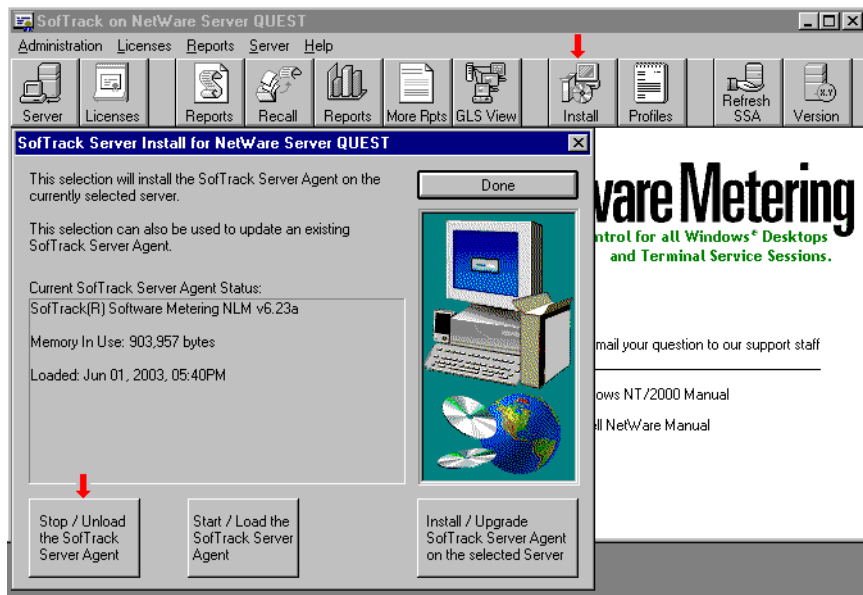 SofTrack on NetWare Server QUEST
Administration Licenses Reports Server Help
Server
Licenses
Reports
Recall
Reports
More Rpts
GLS View
Install
Profiles
Refresh
SSA
(X.Y)
Version
SofTrack Server Install for NetWare Server QUEST
This selection will install the SofTrack Server Agent on the
currently selected server.
This selection can also be used to update an existing
SofTrack Server Agent.
Current SofTrack Server Agent Status:
SofTrack(R) Software Metering NLM v6.23a
Memory In Use: 903,957 bytes
Loaded: Jun 01, 2003, 05:40PM
Done
Stop / Unload
the SofTrack
Server Agent
Start / Load the
SofTrack Server
Agent
Install / Upgrade
SofTrack Server Agent
on the selected Server
vare Metering
ntrol for all Windows® Desktops
and Terminal Service Sessions.
mail your question to our support staff
ows NT/2000 Manual
ll NetWare Manual